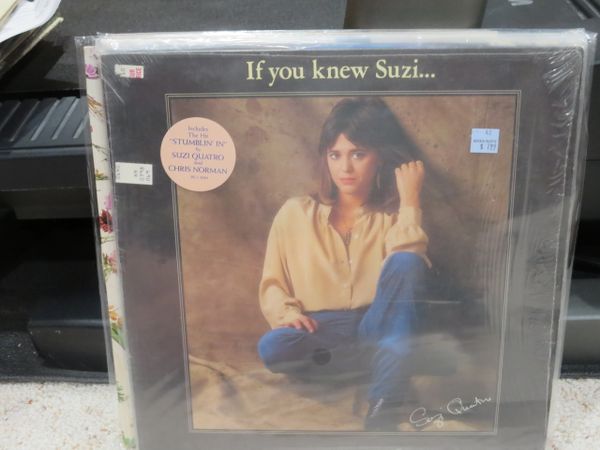 If you knew Suzi...
Includes
The Hit
"STUMBLIN' IN"
by
SUZI QUATRO
and
CHRIS NORMAN
Suzi Quatro